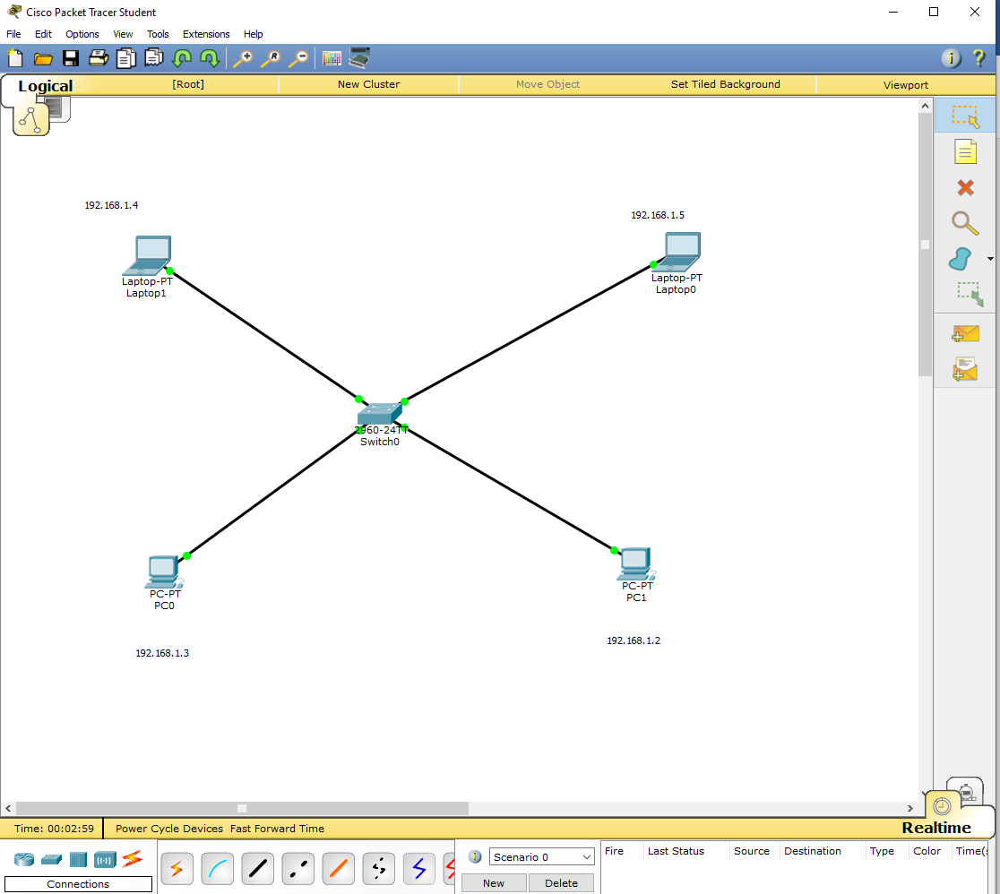 Cisco Packet Tracer Student
File Edit Options View Tools Extensions Help
Logical [Root] New Cluster Move Object Set Tiled Background Viewport
192.168.1.4
192.168.1.5
Laptop-PT
Laptop1
Laptop-PT
Laptop0
2960-24TT
Switch0
PC-PT
PC0
PC-PT
PC1
192.168.1.3
192.168.1.2
Realtime
Time: 00:02:59 Power Cycle Devices Fast Forward Time
Connections
Scenario 0
New Delete
Fire Last Status Source Destination Type Color Time(s